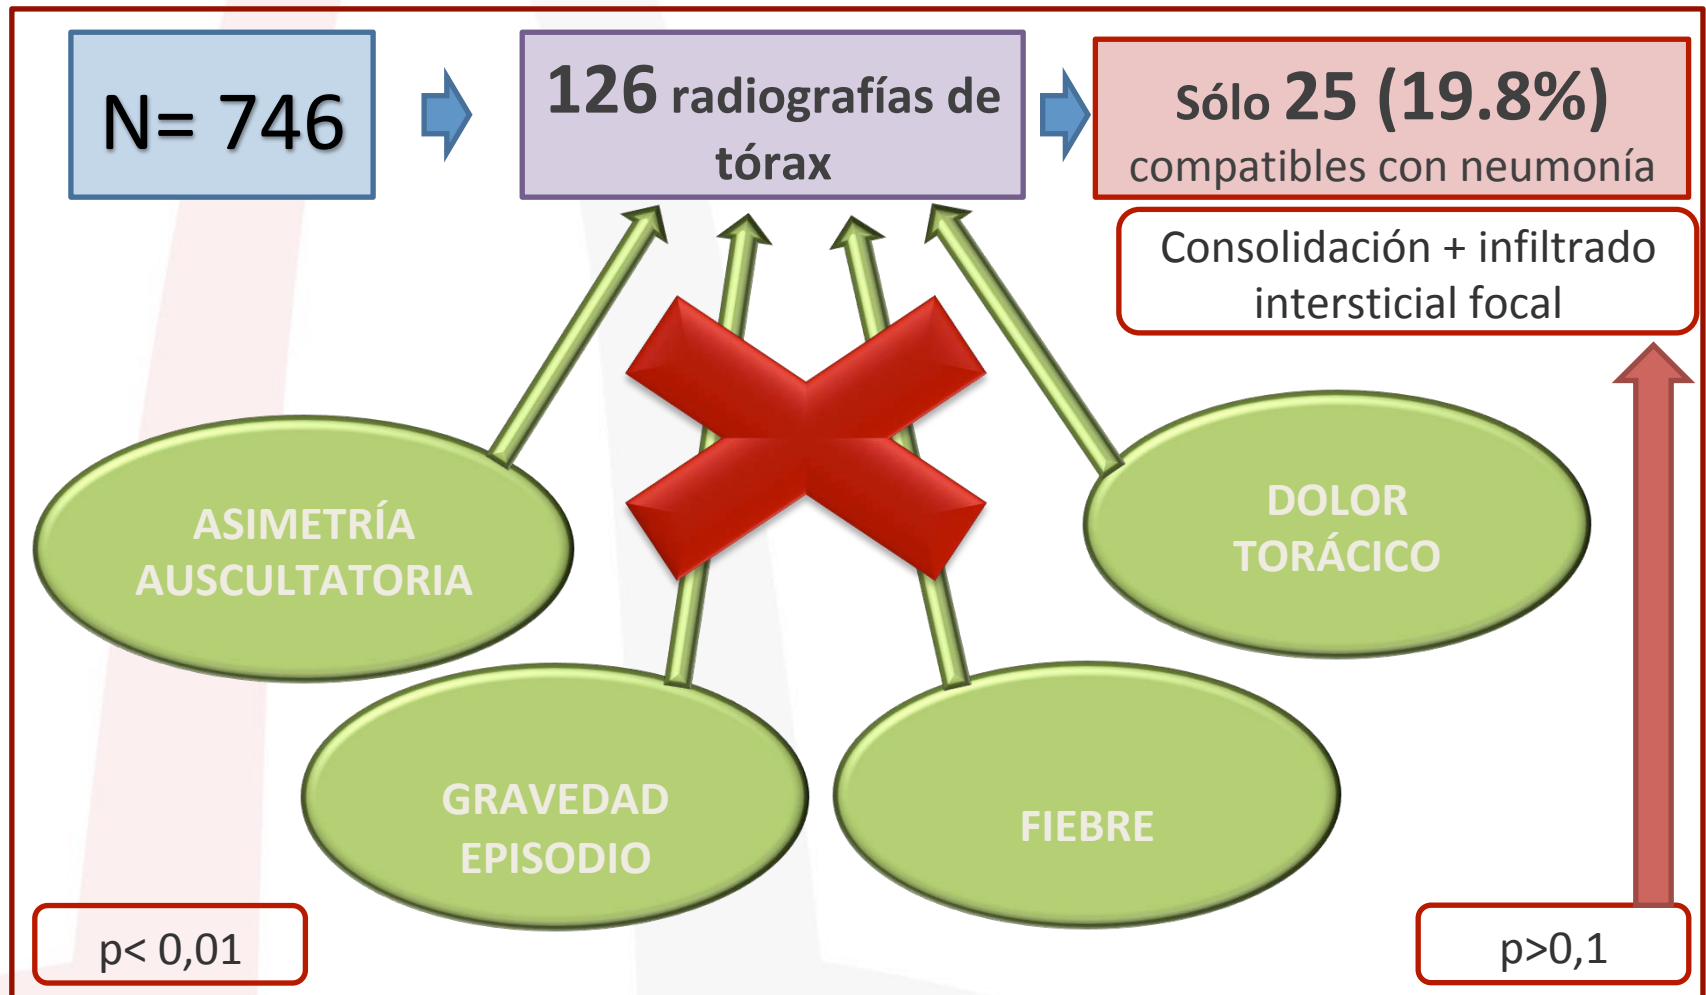 N= 746
126 radiografías de
tórax
Sólo 25 (19.8%)
compatibles con neumonía
Consolidación + infiltrado
intersticial focal
ASIMETRÍA
AUSCULTATORIA
DOLOR
TORÁCICO
GRAVEDAD
EPISODIO
FIEBRE
p< 0,01
p>0,1